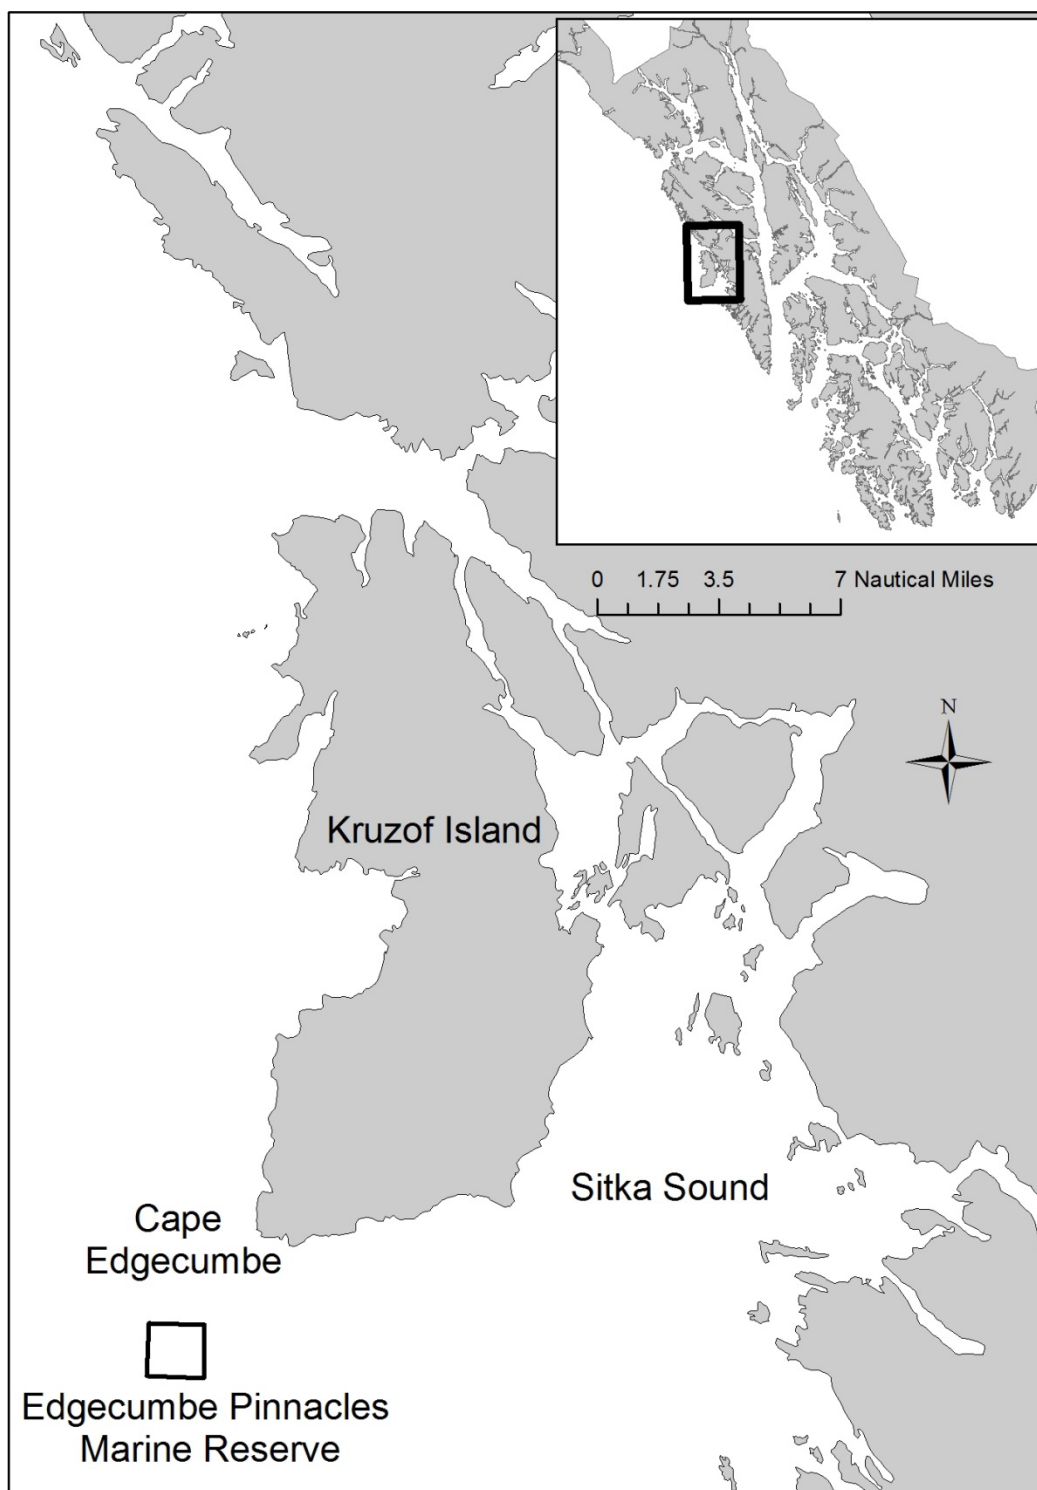 0 1.75 3.5 7 Nautical Miles
N
Kruzof Island
Sitka Sound
Cape
Edgecumbe
Edgecumbe Pinnacles
Marine Reserve